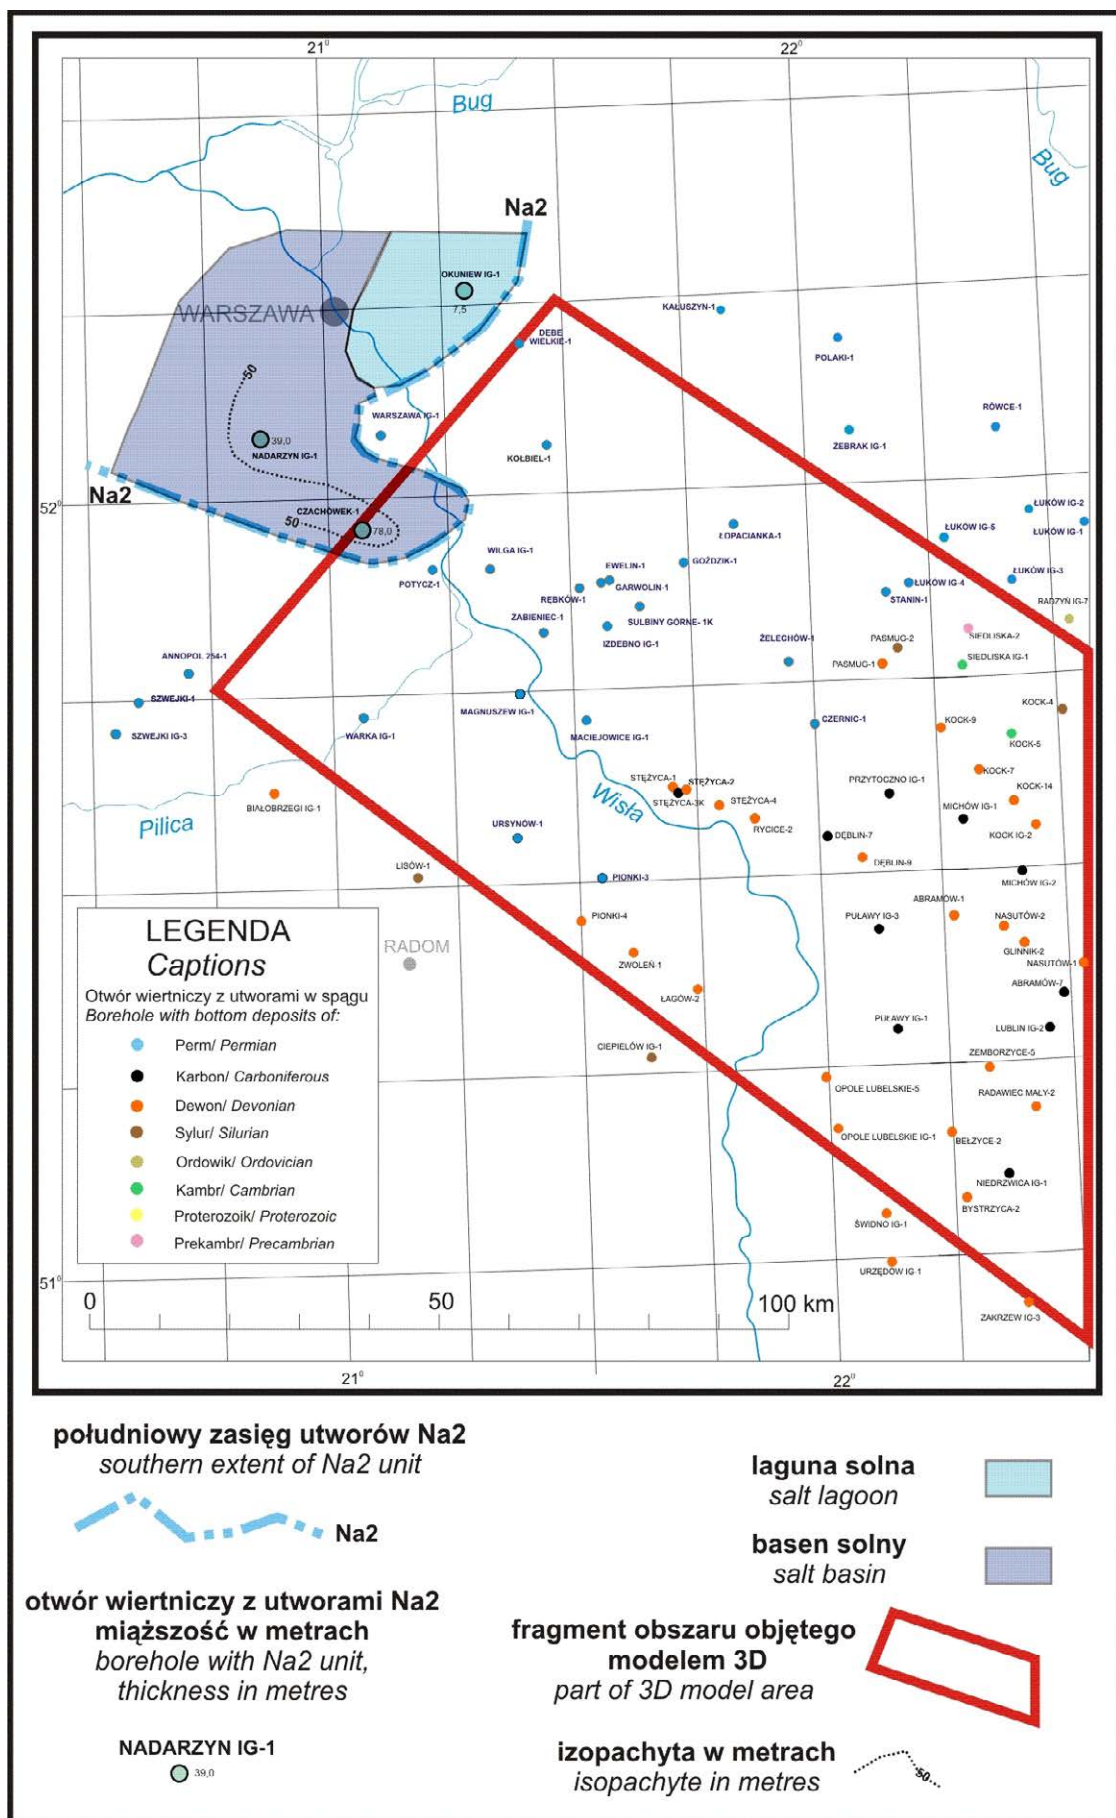 21⁰
22⁰
Bug
Bug
Na2
OKUNIEW IG-1
7,5
KAŁUSZYN-1
WARSZAWA
DEBE
WIELKIE-1
POLAKI-1
50
RÓWCE-1
WARSZAWA IG-1
39,0
NADARZYN IG-1
KOŁBIEL-1
ŻEBRAK IG-1
Na2
52⁰
CZACHÓWEK-1
50
78,0
ŁUKÓW IG-2
ŁUKÓW IG-5
ŁUKÓW IG-1
ŁOPACIANKA-1
WILGA IG-1
POTYCZ-1
EWELIN-1
GOŹDZIK-1
GARWOLIN-1
RĘBKÓW-1
ŁUKÓW IG-3
ŁUKÓW IG-4
STANIN-1
RADZYŃ IG-7
ŻABIENIEC-1
SULBINY GÓRNE- 1K
IZDEBNO IG-1
ŻELECHÓW-1
PASMUG-2
SIEDLISKA-2
PASMUG-1
SIEDLISKA IG-1
ANNOPOL 254-1
SZWEJKI-1
SZWEJKI IG-3
MAGNUSZEW IG-1
WARKA IG-1
MACIEJOWICE IG-1
CZERNIC-1
KOCK-9
KOCK-4
KOCK-5
KOCK-7
KOCK-14
STĘŻYCA-1
STĘŻYCA-2
STĘŻYCA-3K
STĘŻYCA-4
RYCICE-2
PRZYTOCZNO IG-1
MICHÓW IG-1
KOCK IG-2
BIAŁOBRZEGI IG-1
Pilica
Wisła
URSYNÓW-1
DĘBLIN-7
DĘBLIN-9
LISÓW-1
PIONKI-3
MICHÓW IG-2
ABRAMÓW-1
PIONKI-4
PUŁAWY IG-3
NASUTÓW-2
GLINNIK-2
NASUTÓW-1
RADOM
ZWOLEŃ-1
ŁAGÓW-2
ABRAMÓW-7
PUŁAWY IG-1
LUBLIN IG-2
CIEPIELÓW IG-1
ZEMBORZYCE-5
OPOLE LUBELSKIE-5
RADAWIEC MAŁY-2
OPOLE LUBELSKIE IG-1
BEŁŻYCE-2
NIEDRZWICA IG-1
BYSTRZYCA-2
ŚWIDNO IG-1
URZĘDÓW IG-1
ZAKRZEW IG-3
LEGENDA
Captions
Otwór wiertniczy z utworami w spągu
Borehole with bottom deposits of:
Perm/ Permian
Karbon/ Carboniferous
Dewon/ Devonian
Sylur/ Silurian
Ordowik/ Ordovician
Kambr/ Cambrian
Proterozoik/ Proterozoic
Prekambr/ Precambrian
51⁰
0 50 100 km
21⁰
22⁰
południowy zasięg utworów Na2
southern extent of Na2 unit
Na2
otwór wiertniczy z utworami Na2
miąższość w metrach
borehole with Na2 unit,
thickness in metres
NADARZYN IG-1
39,0
laguna solna
salt lagoon
basen solny
salt basin
fragment obszaru objętego
modelem 3D
part of 3D model area
izopachyta w metrach
isopachyte in metres
50